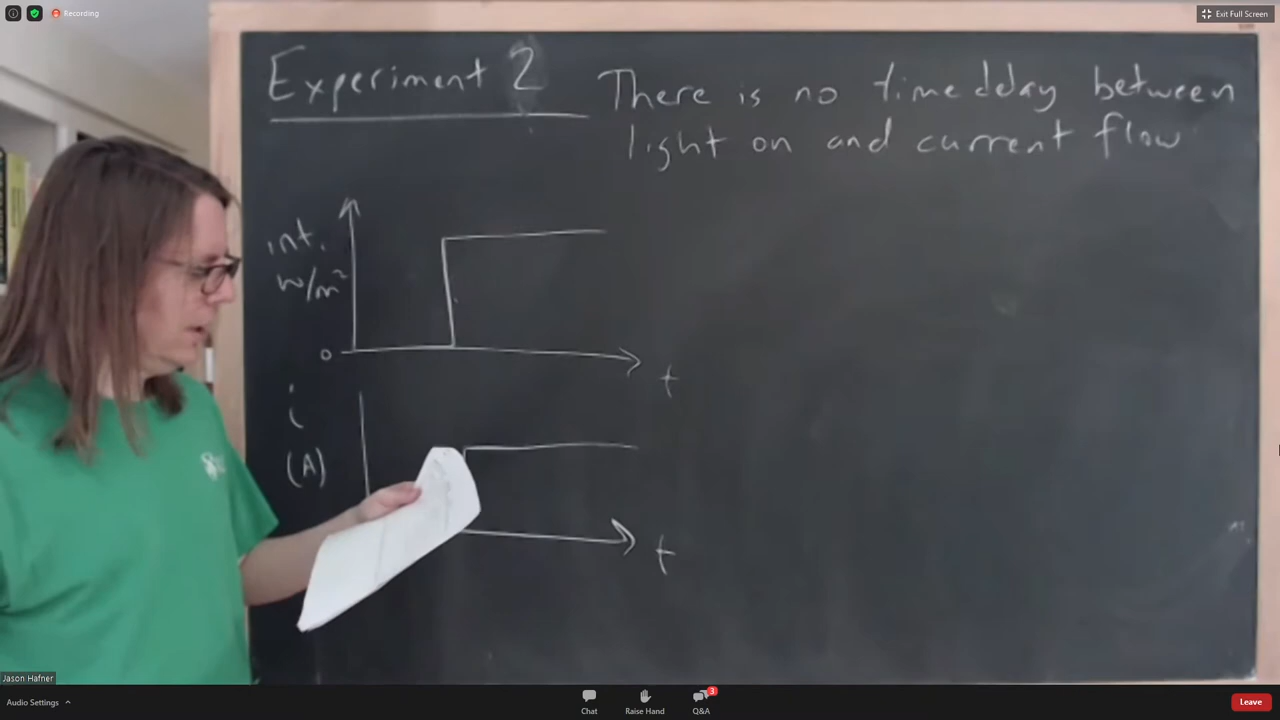 Recording
Exit Full Screen
Experiment 2
There is no time delay between
light on and current flow
int.
W/m²
0
t
i
(A)
t
Jason Hafner
Audio Settings
Chat
Raise Hand
3
Q&A
Leave